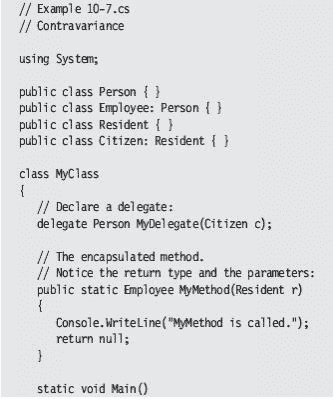 // Example 10-7.cs
// Contravariance
using System;
public class Person { }
public class Employee: Person { }
public class Resident { }
public class Citizen: Resident { }
class MyClass
{
// Declare a delegate:
delegate Person MyDelegate(Citizen c);
// The encapsulated method.
// Notice the return type and the parameters:
public static Employee MyMethod(Resident r)
{
Console.WriteLine("MyMethod is called.");
return null;
}
static void Main()